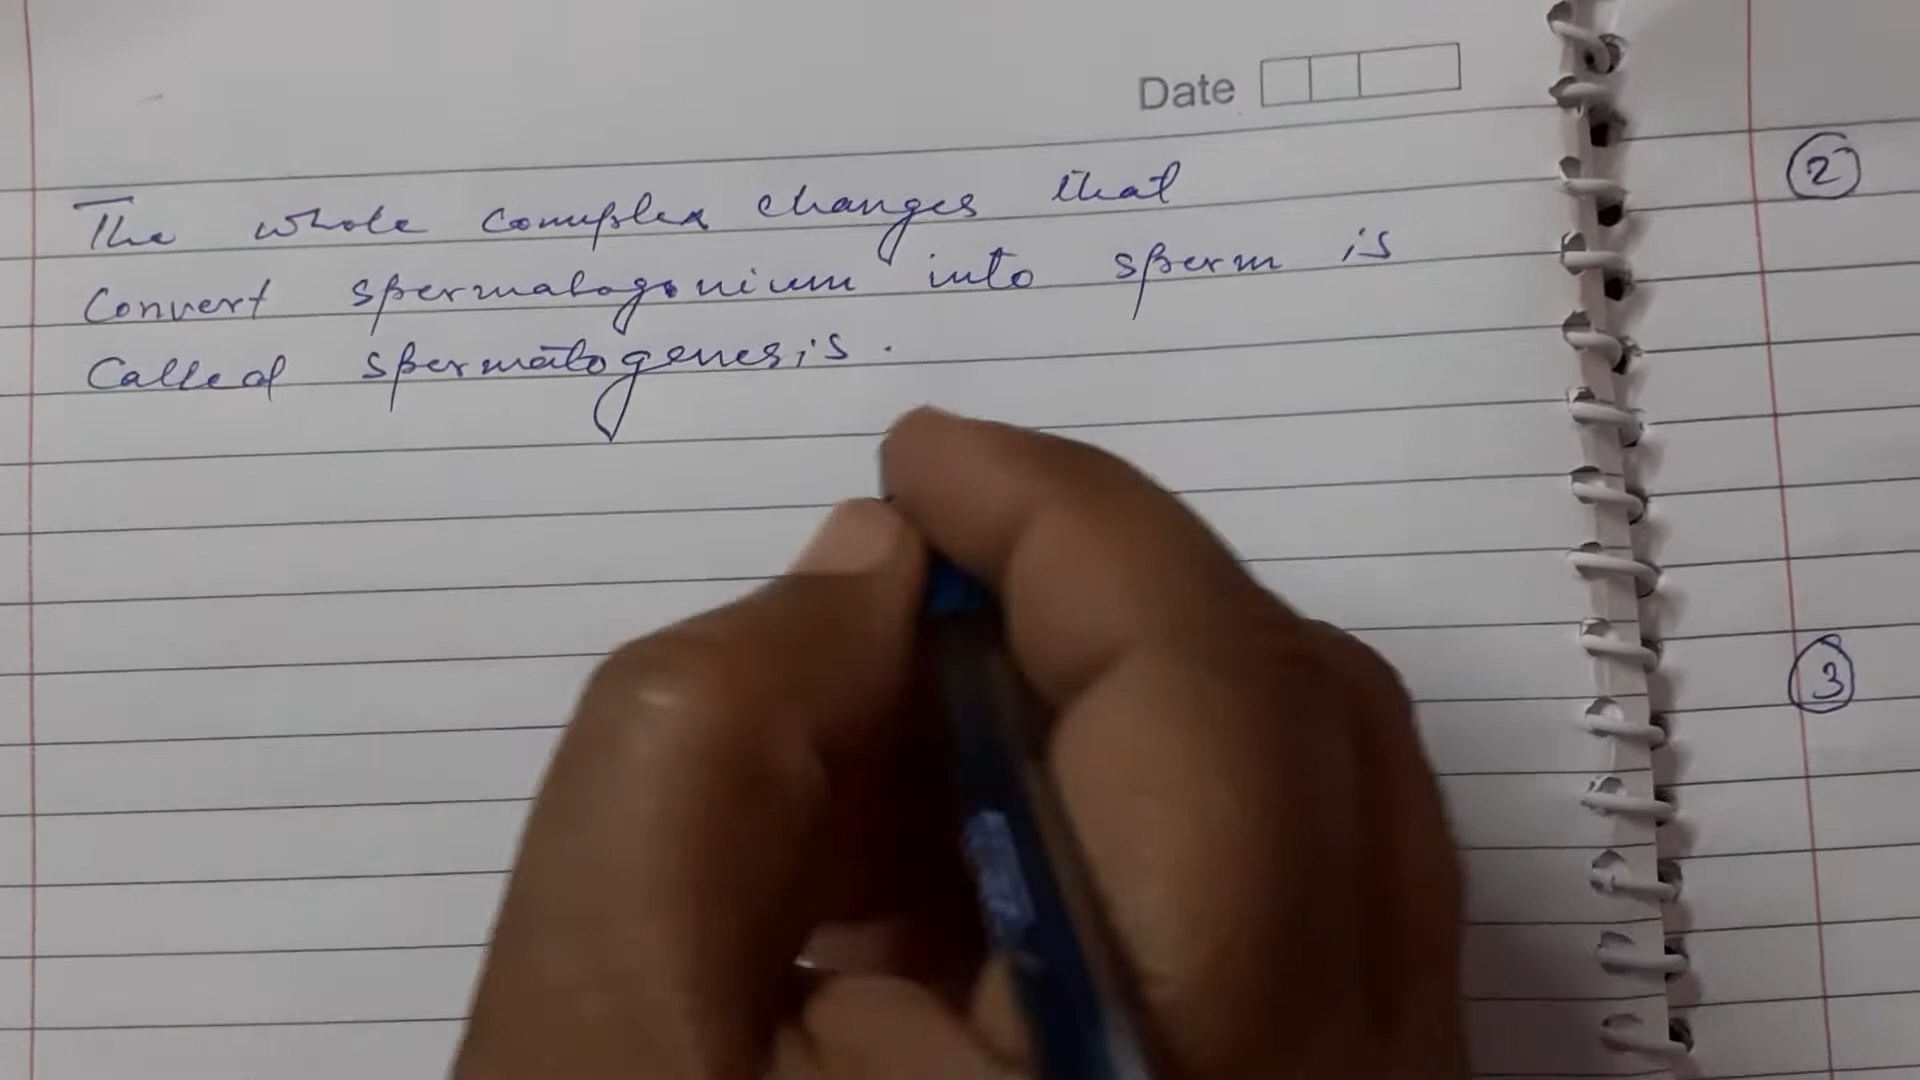 Date
The whole complex changes that
Convert spermatogonium into sperm is
Called spermatogenesis.
2
3